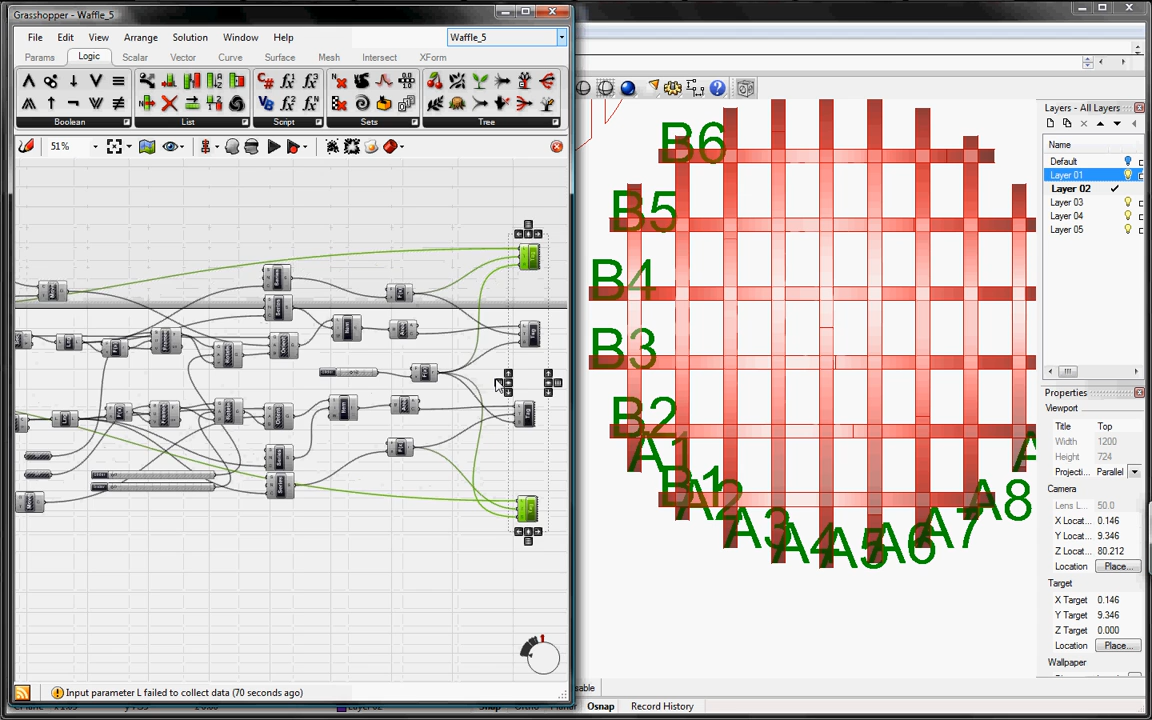 Grasshopper - Waffle_5
File Edit View Arrange Solution Window Help
Waffle_5
Params Logic Scalar Vector Curve Surface Mesh Intersect XForm
Boolean List Script Sets Tree
51%
Input parameter L failed to collect data (70 seconds ago)
B6
B5
B4
B3
B2
B1
A1
A2
A3
A4
A5
A6
A7
A8
Osnap
Record History
Layers - All Layers
Name
Default
Layer 01
Layer 02
Layer 03
Layer 04
Layer 05
Properties
Viewport
Title Top
Width 1200
Height 724
Projecti... Parallel
Camera
Lens L... 50.0
X Locat... 0.146
Y Locat... 9.346
Z Locat... 80.212
Location Place...
Target
X Target 0.146
Y Target 9.346
Z Target 0.000
Location Place...
Wallpaper